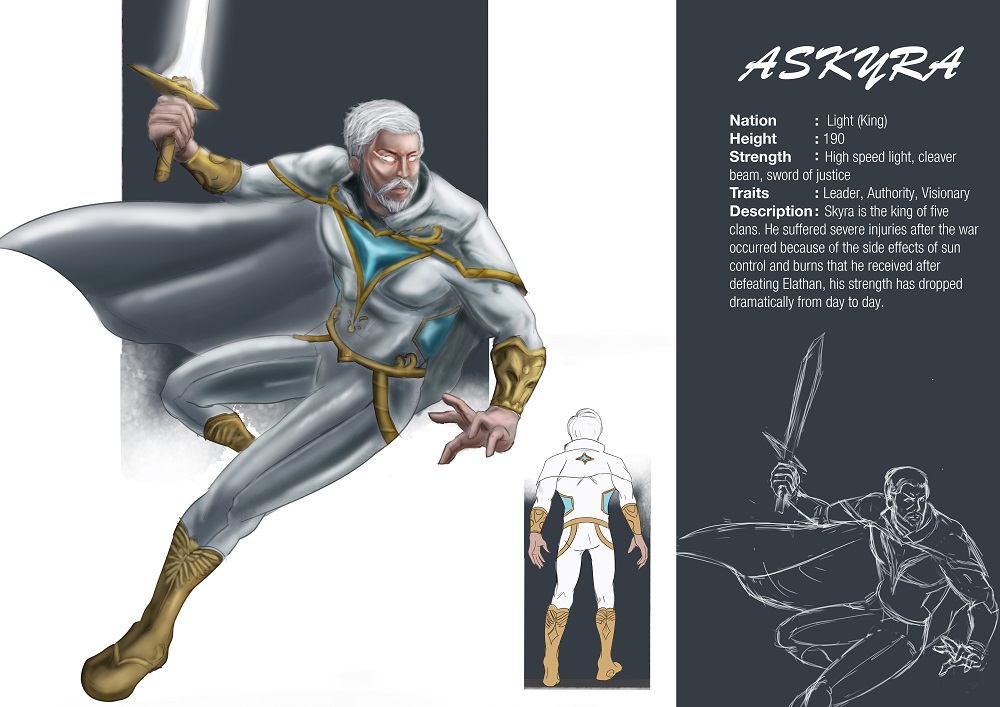 ASKYRA
Nation : Light (King)
Height : 190
Strength : High speed light, cleaver
beam, sword of justice
Traits : Leader, Authority, Visionary
Description : Skyra is the king of five
clans. He suffered severe injuries after the war
occurred because of the side effects of sun
control and burns that he received after
defeating Elathan, his strength has dropped
dramatically from day to day.